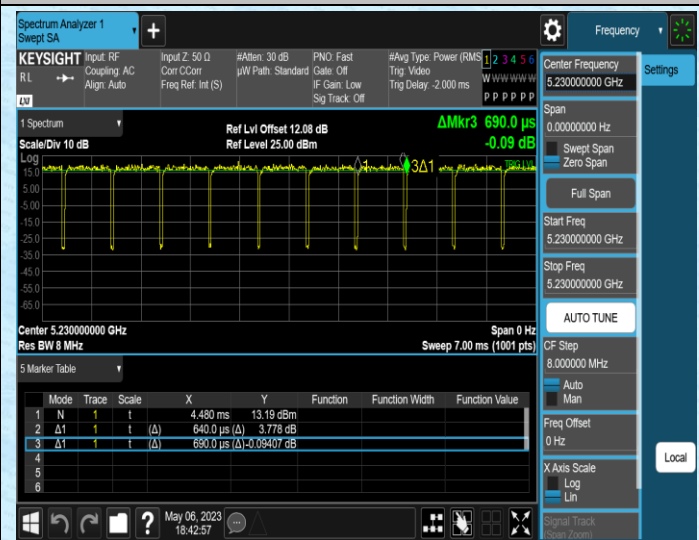 Spectrum Analyzer 1
Swept SA
+
Frequency
KEYSIGHT
Input: RF
Coupling: AC
Align: Auto
Input Z: 50 Ω
Corr CCorr
Freq Ref: Int (S)
#Atten: 30 dB
µW Path: Standard
PNO: Fast
Gate: Off
IF Gain: Low
Sig Track: Off
#Avg Type: Power (RMS
Trig: Video
Trig Delay: -2.000 ms
1 2 3 4 5 6
W W W W W W
P P P P P P
RL
LXI
Center Frequency
5.230000000 GHz
Settings
1 Spectrum
Scale/Div 10 dB
Ref Lvl Offset 12.08 dB
Ref Level 25.00 dBm
ΔMkr3 690.0 µs
-0.09 dB
Log
15.0
5.00
-5.00
-15.0
-25.0
-35.0
-45.0
-55.0
-65.0
1
3Δ1
TRIG LVL
Center 5.230000000 GHz
Res BW 8 MHz
Span 0 Hz
Sweep 7.00 ms (1001 pts)
Span
0.00000000 Hz
Swept Span
Zero Span
Full Span
Start Freq
5.230000000 GHz
Stop Freq
5.230000000 GHz
AUTO TUNE
CF Step
8.000000 MHz
Auto
Man
Freq Offset
0 Hz
X Axis Scale
Log
Lin
Signal Track
(Span Zoom)
Local
5 Marker Table
Mode Trace Scale X Y Function Function Width Function Value
1 N 1 t 4.480 ms 13.19 dBm
2 Δ1 1 t (Δ) 640.0 µs (Δ) 3.778 dB
3 Δ1 1 t (Δ) 690.0 µs (Δ) -0.09407 dB
4
5
6
?
May 06, 2023
18:42:57